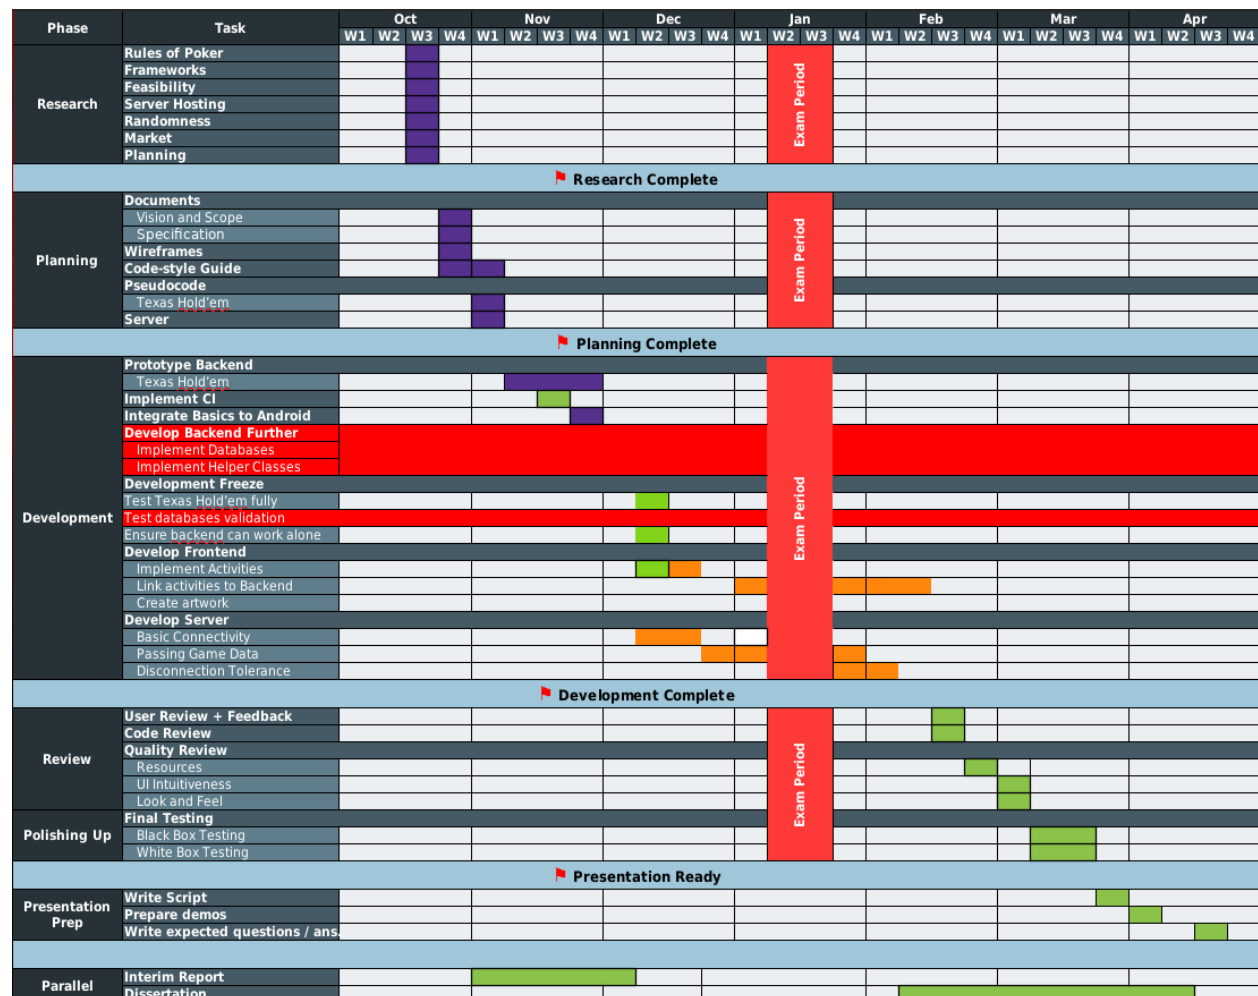 Phase Task Oct Nov Dec Jan Feb Mar Apr
W1 W2 W3 W4 W1 W2 W3 W4 W1 W2 W3 W4 W1 W2 W3 W4 W1 W2 W3 W4 W1 W2 W3 W4 W1 W2 W3 W4
Research
Rules of Poker
Frameworks
Feasibility
Server Hosting
Randomness
Market
Planning
Exam Period
Research Complete
Planning
Documents
Vision and Scope
Specification
Wireframes
Code-style Guide
Pseudocode
Texas Hold'em
Server
Exam Period
Planning Complete
Development
Prototype Backend
Texas Hold'em
Implement CI
Integrate Basics to Android
Develop Backend Further
Implement Databases
Implement Helper Classes
Development Freeze
Test Texas Hold'em fully
Test databases validation
Ensure backend can work alone
Develop Frontend
Implement Activities
Link activities to Backend
Create artwork
Develop Server
Basic Connectivity
Passing Game Data
Disconnection Tolerance
Exam Period
Development Complete
Review
User Review + Feedback
Code Review
Quality Review
Resources
UI Intuitiveness
Look and Feel
Polishing Up
Final Testing
Black Box Testing
White Box Testing
Exam Period
Presentation Ready
Presentation
Prep
Write Script
Prepare demos
Write expected questions / ans.
Parallel
Interim Report
Dissertation